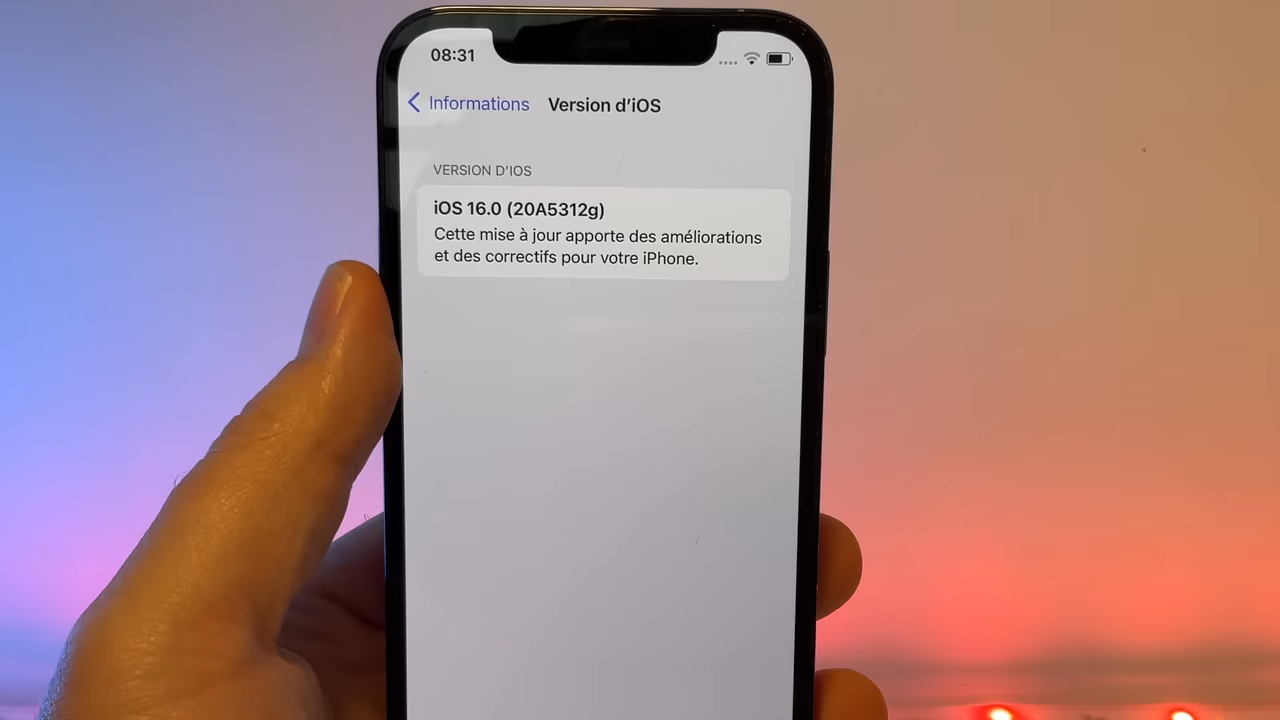 08:31
Informations Version d'iOS
VERSION D'IOS
iOS 16.0 (20A5312g)
Cette mise à jour apporte des améliorations
et des correctifs pour votre iPhone.